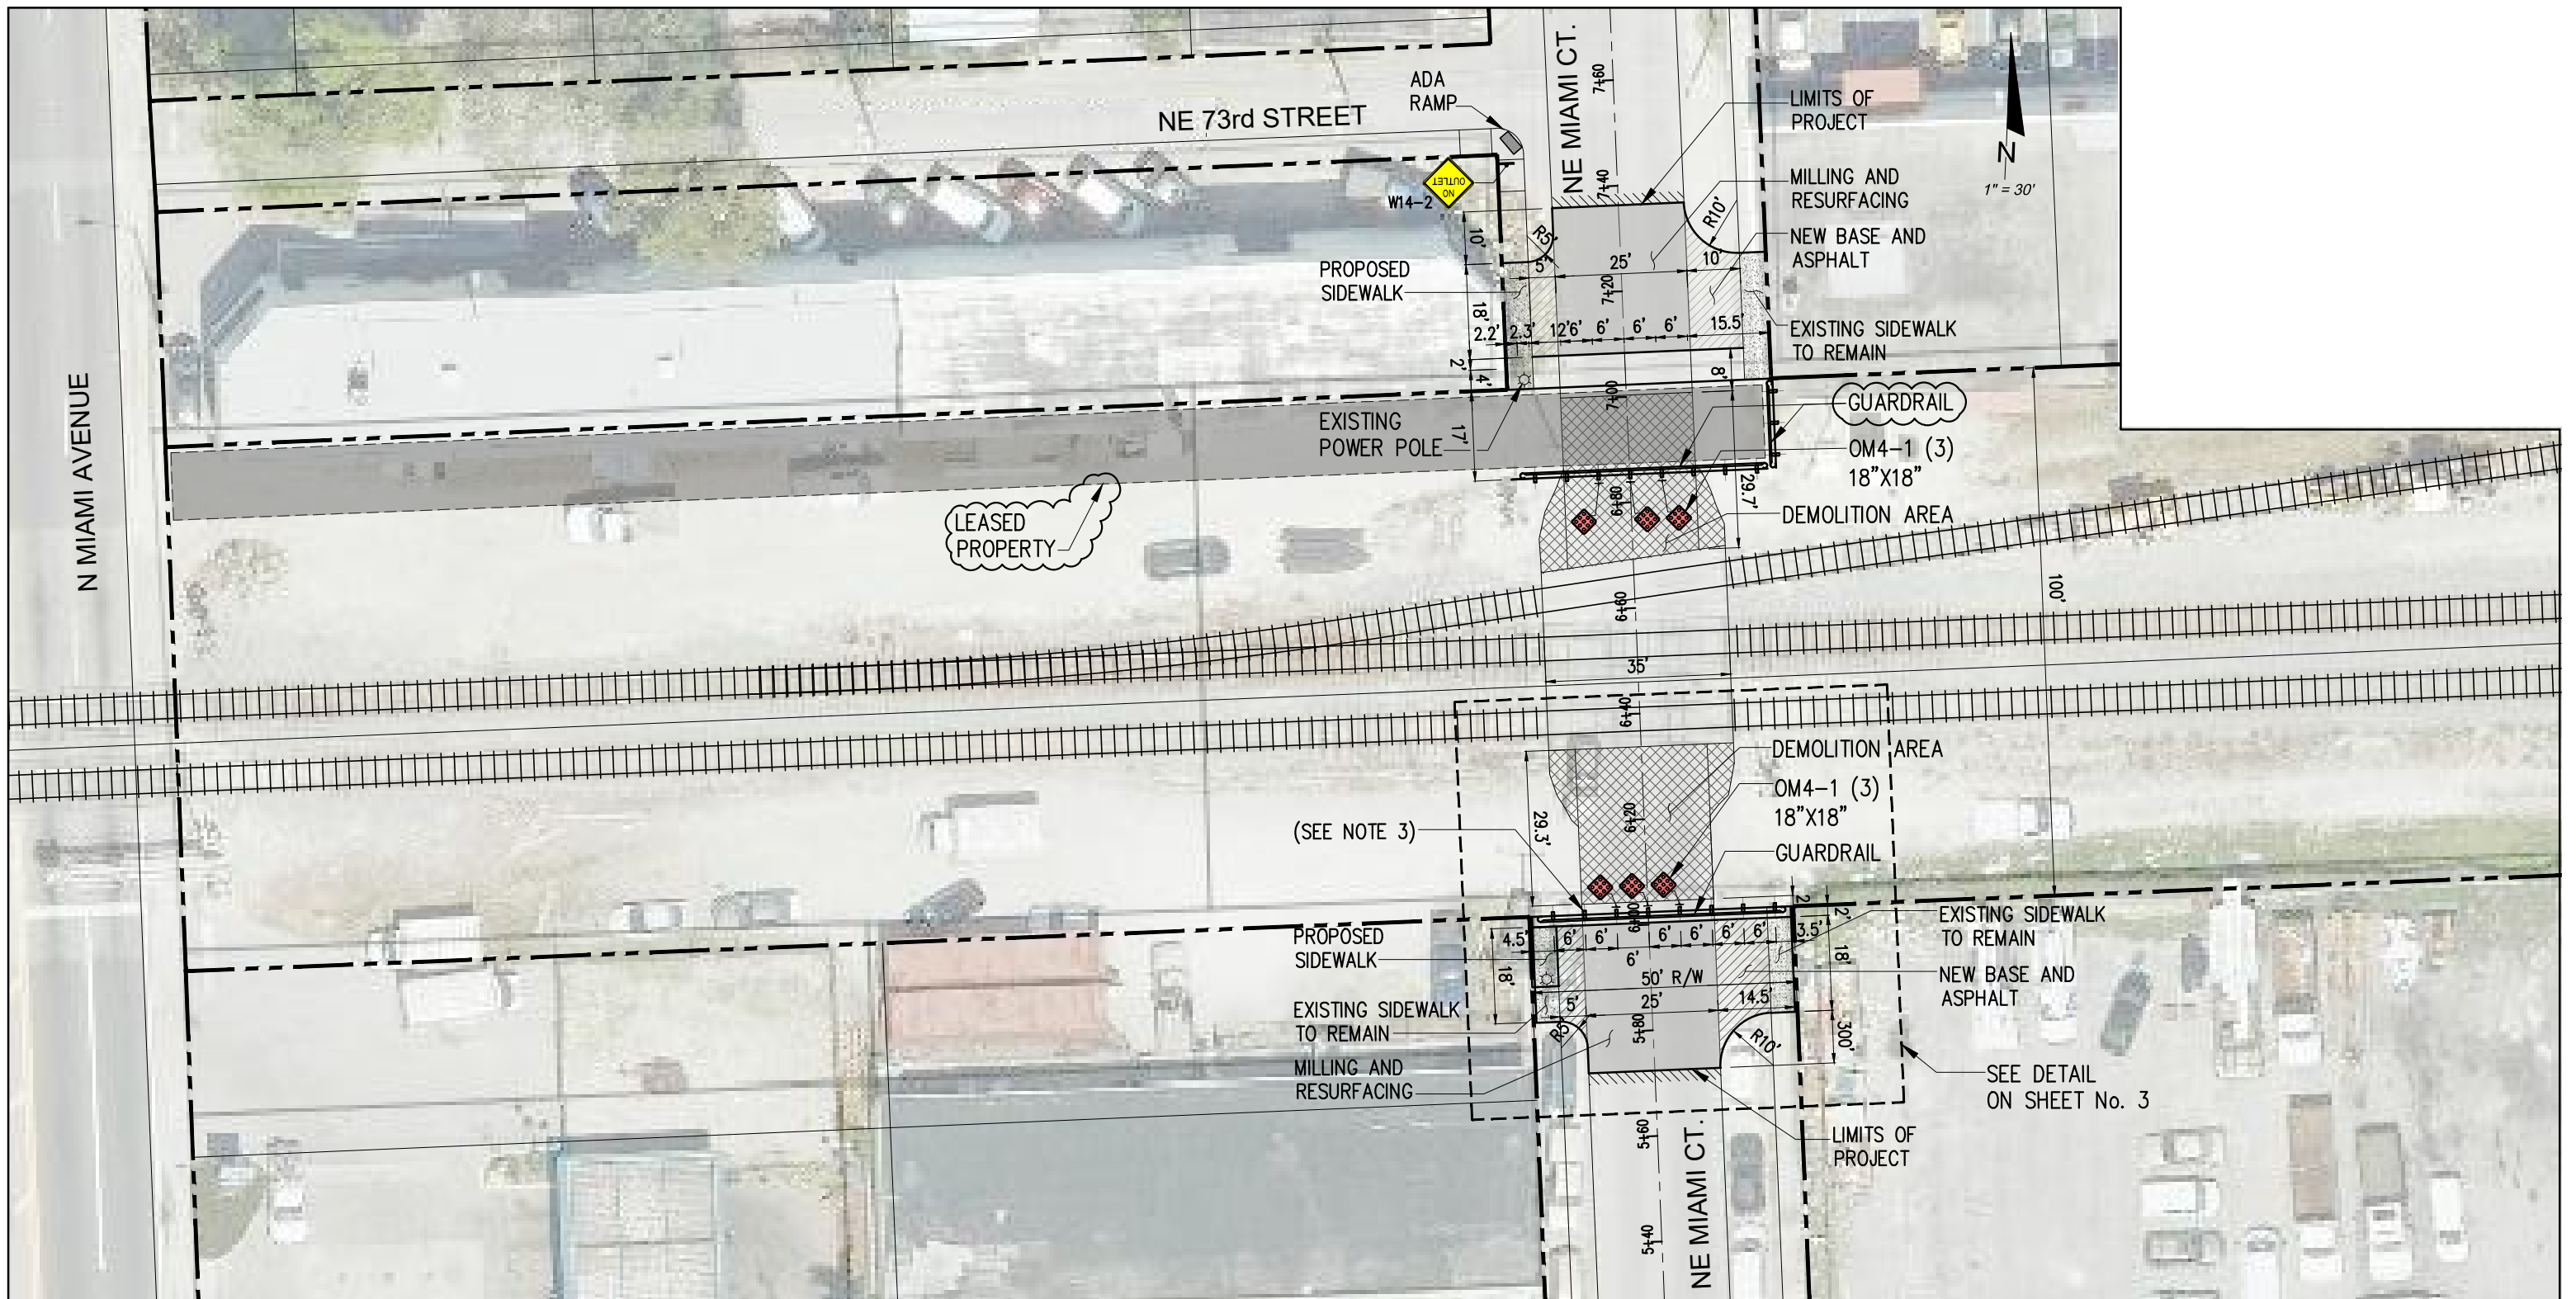 NE MIAMI CT.
7+60
ADA
RAMP
NE 73rd STREET
LIMITS OF
PROJECT
N
1" = 30'
NO
OUTLET
W14-2
7+40
MILLING AND
RESURFACING
R5'
R10'
10'
5'
25'
10'
NEW BASE AND
ASPHALT
PROPOSED
SIDEWALK
7+20
18'
2.2'
2.3'
12'
6'
6'
6'
6'
15.5'
EXISTING SIDEWALK
TO REMAIN
2'
4'
8'
7+00
GUARDRAIL
N MIAMI AVENUE
EXISTING
POWER POLE
17'
OM4-1 (3)
18"X18"
6+80
29.7'
DEMOLITION AREA
LEASED
PROPERTY
6+60
100'
35'
6+40
DEMOLITION AREA
OM4-1 (3)
18"X18"
6+20
29.3'
(SEE NOTE 3)
GUARDRAIL
2'
2'
6+00
EXISTING SIDEWALK
TO REMAIN
PROPOSED
SIDEWALK
4.5'
6'
6'
6'
6'
6'
6'
6'
3.5'
18'
18'
50' R/W
NEW BASE AND
ASPHALT
EXISTING SIDEWALK
TO REMAIN
5'
25'
14.5'
5+80
R5'
R10'
300'
MILLING AND
RESURFACING
SEE DETAIL
ON SHEET No. 3
5+60
LIMITS OF
PROJECT
NE MIAMI CT.
5+40